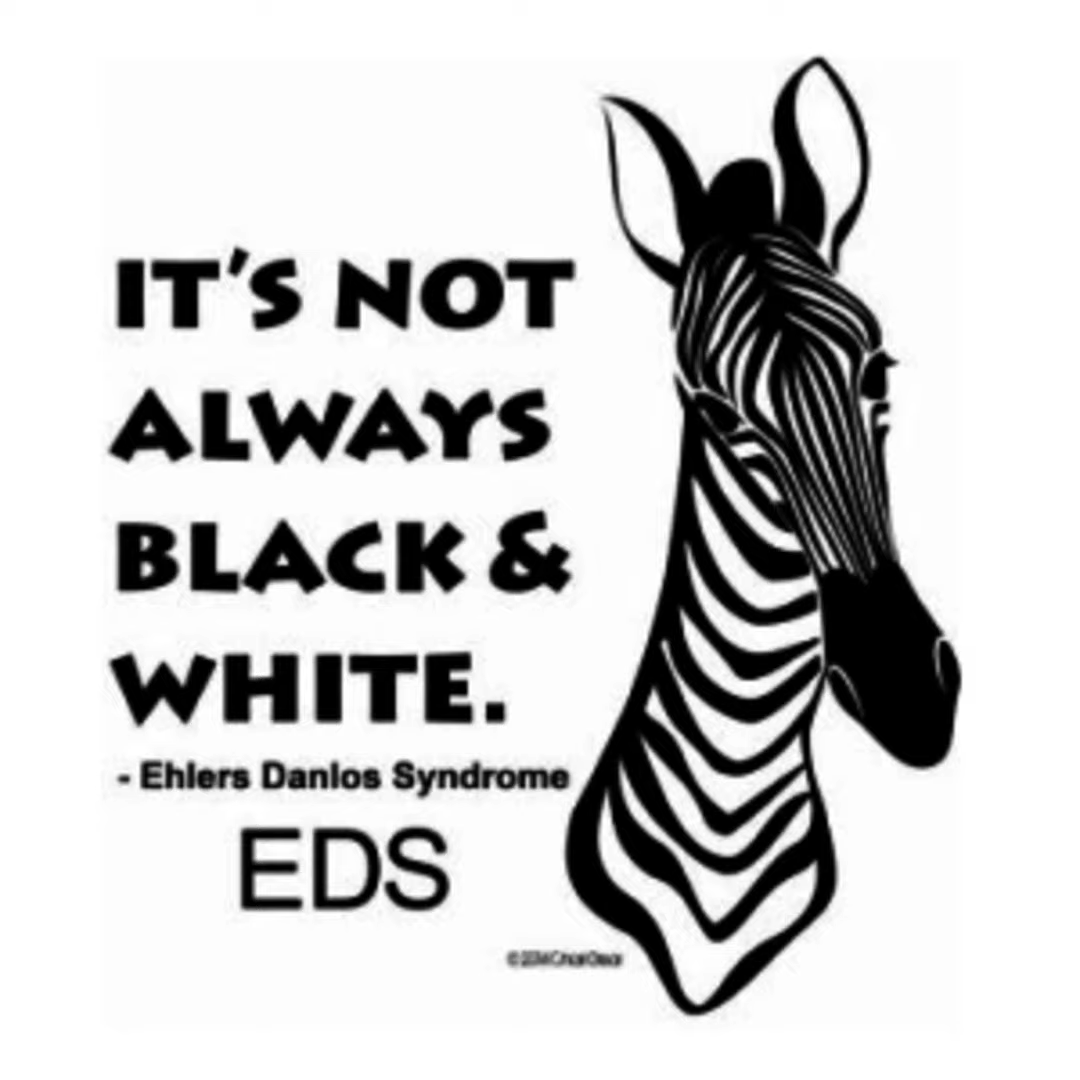 IT'S NOT
ALWAYS
BLACK &
WHITE.
- Ehlers Danlos Syndrome
EDS